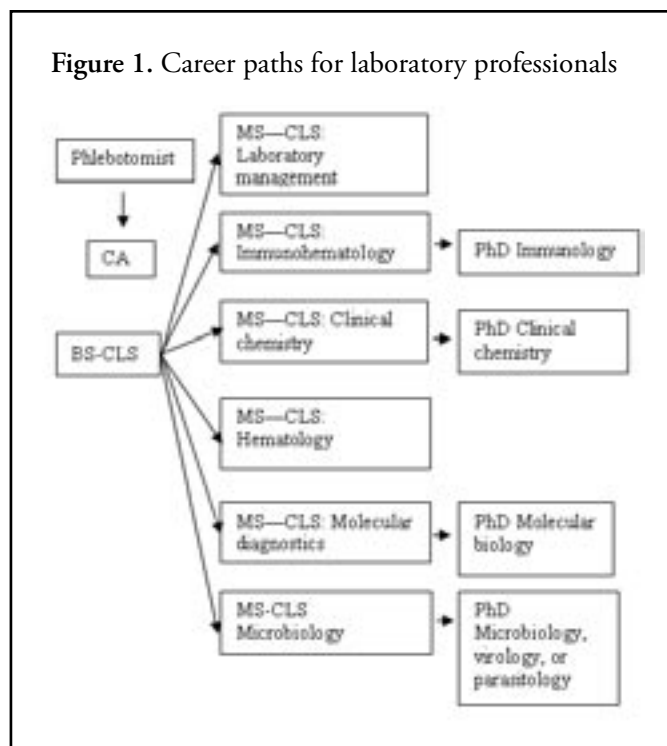 Figure 1. Career paths for laboratory professionals
Phlebotomist
CA
BS-CLS
MS—CLS:
Laboratory
management
MS—CLS:
Immunohematology
PhD Immunology
MS—CLS: Clinical
chemistry
PhD Clinical
chemistry
MS—CLS:
Hematology
MS—CLS: Molecular
diagnostics
PhD Molecular
biology
MS-CLS
Microbiology
PhD
Microbiology,
virology, or
parasitology